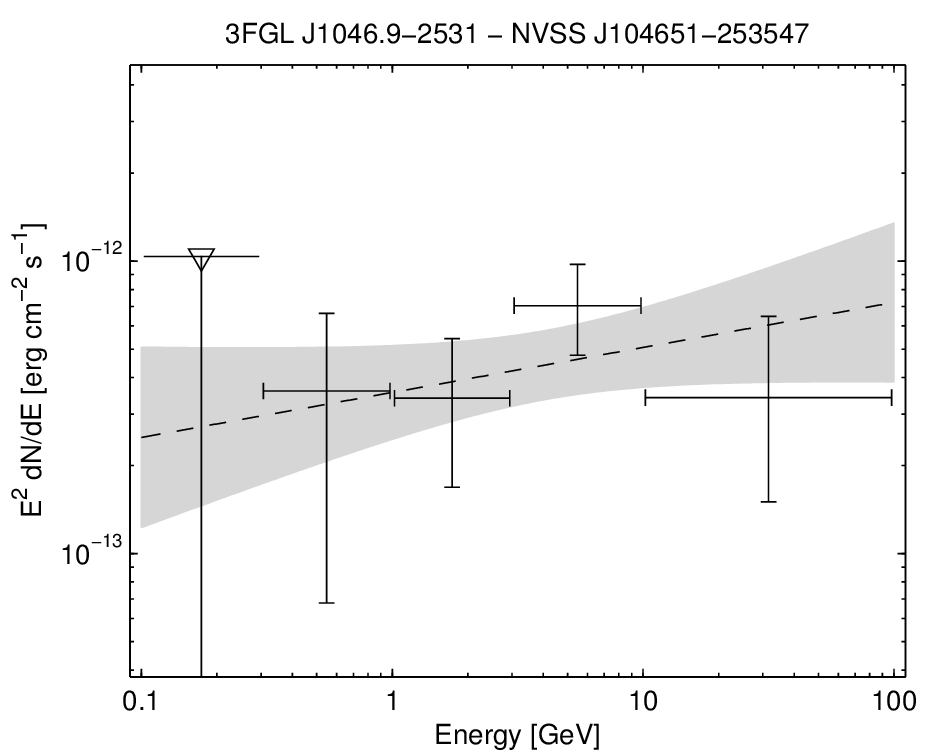 3FGL J1046.9−2531 − NVSS J104651−253547
E² dN/dE [erg cm⁻² s⁻¹]
10⁻¹²
10⁻¹³
0.1 1 10 100
Energy [GeV]